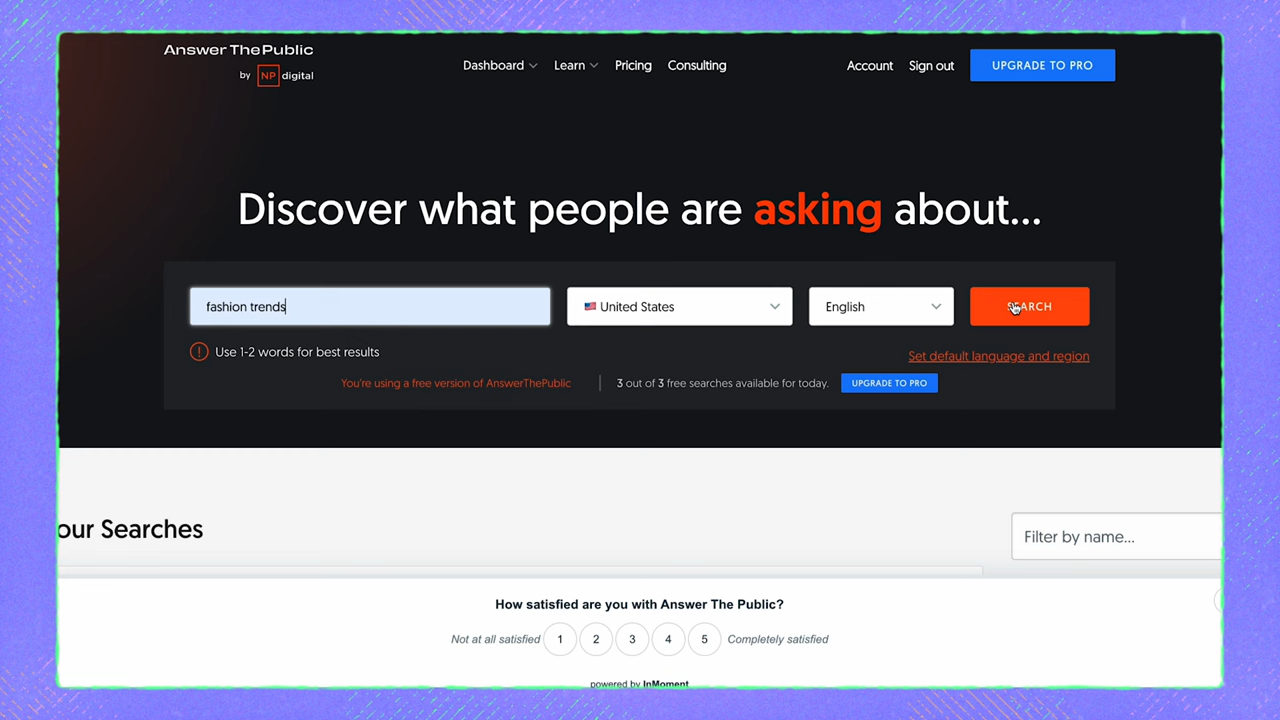 Answer The Public
by NP digital
Dashboard Learn Pricing Consulting Account Sign out UPGRADE TO PRO
Discover what people are asking about...
fashion trends United States English SEARCH
Use 1-2 words for best results
Set default language and region
You're using a free version of AnswerThePublic 3 out of 3 free searches available for today. UPGRADE TO PRO
our Searches
Filter by name...
How satisfied are you with Answer The Public?
Not at all satisfied 1 2 3 4 5 Completely satisfied
powered by InMoment